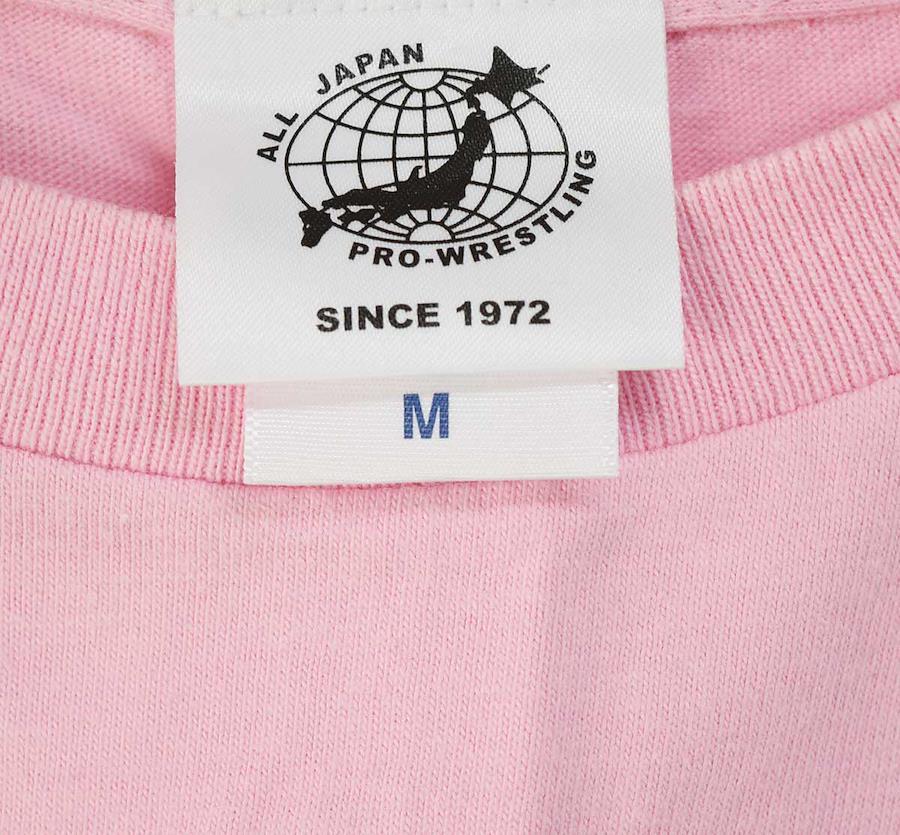 ALL JAPAN
PRO-WRESTLING
SINCE 1972
M